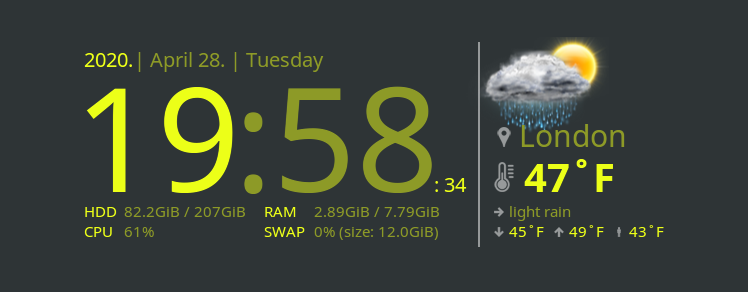 2020.| April 28. | Tuesday
19:58: 34
HDD 82.2GiB / 207GiB RAM 2.89GiB / 7.79GiB
CPU 61% SWAP 0% (size: 12.0GiB)
London
47°F
light rain
45°F 49°F 43°F